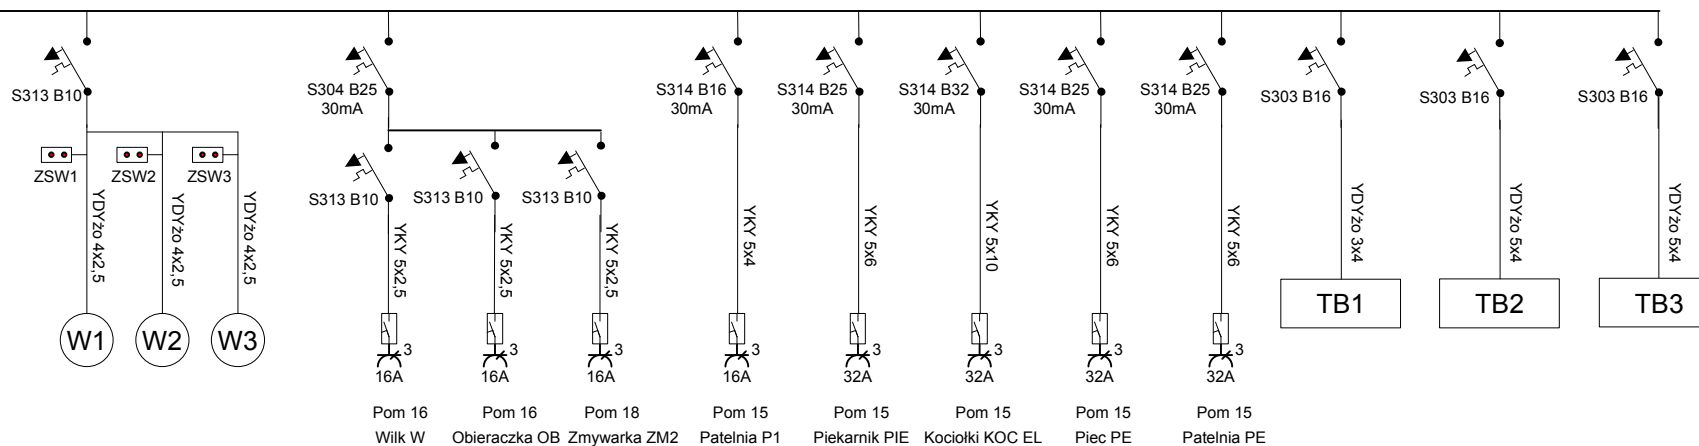 S313 B10
S304 B25
30mA
S314 B16
30mA
S314 B25
30mA
S314 B32
30mA
S314 B25
30mA
S314 B25
30mA
S303 B16
S303 B16
S303 B16
ZSW1
ZSW2
ZSW3
S313 B10
S313 B10
S313 B10
YDYżo 4x2,5
YDYżo 4x2,5
YDYżo 4x2,5
YKY 5x2,5
YKY 5x2,5
YKY 5x2,5
YKY 5x4
YKY 5x6
YKY 5x10
YKY 5x6
YKY 5x6
YDYżo 3x4
YDYżo 5x4
YDYżo 5x4
W1
W2
W3
TB1
TB2
TB3
3
3
3
3
3
3
3
3
16A
16A
16A
16A
32A
32A
32A
32A
Pom 16
Pom 16
Pom 18
Pom 15
Pom 15
Pom 15
Pom 15
Pom 15
Wilk W
Obieraczka OB
Zmywarka ZM2
Patelnia P1
Piekarnik PIE
Kociołki KOC EL
Piec PE
Patelnia PE